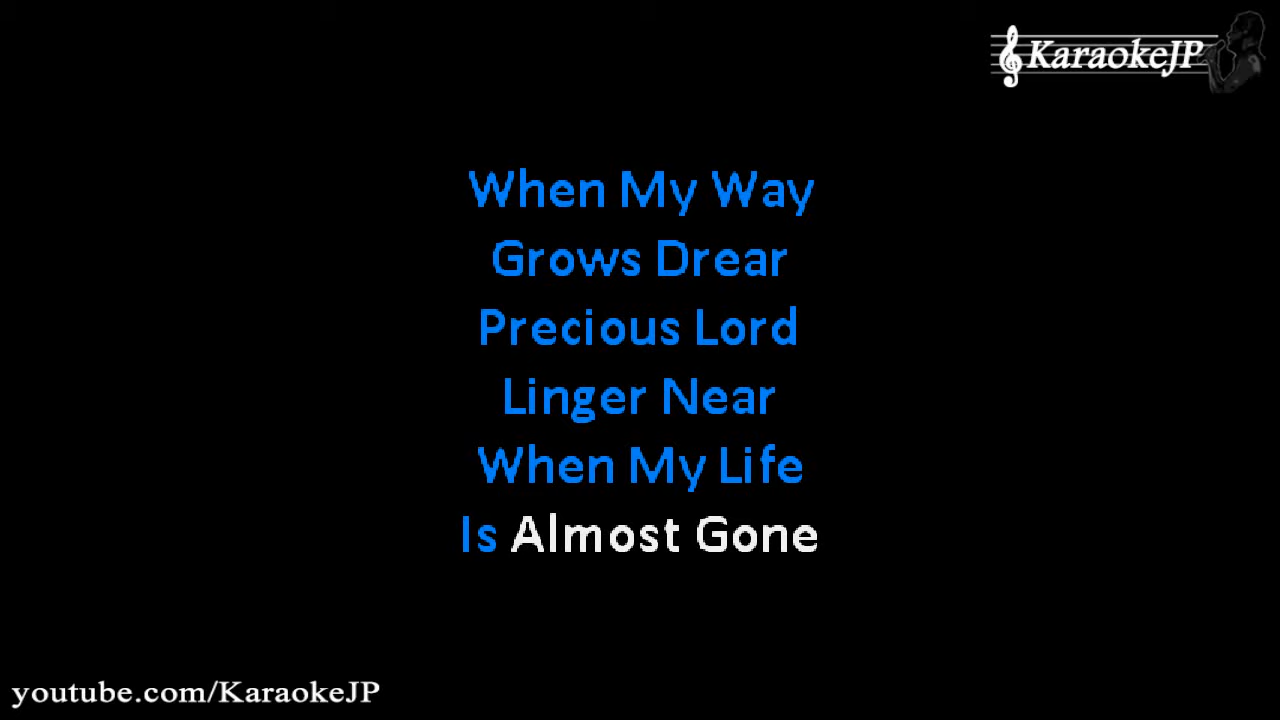 KaraokeJP
When My Way
Grows Drear
Precious Lord
Linger Near
When My Life
Is Almost Gone
youtube.com/KaraokeJP